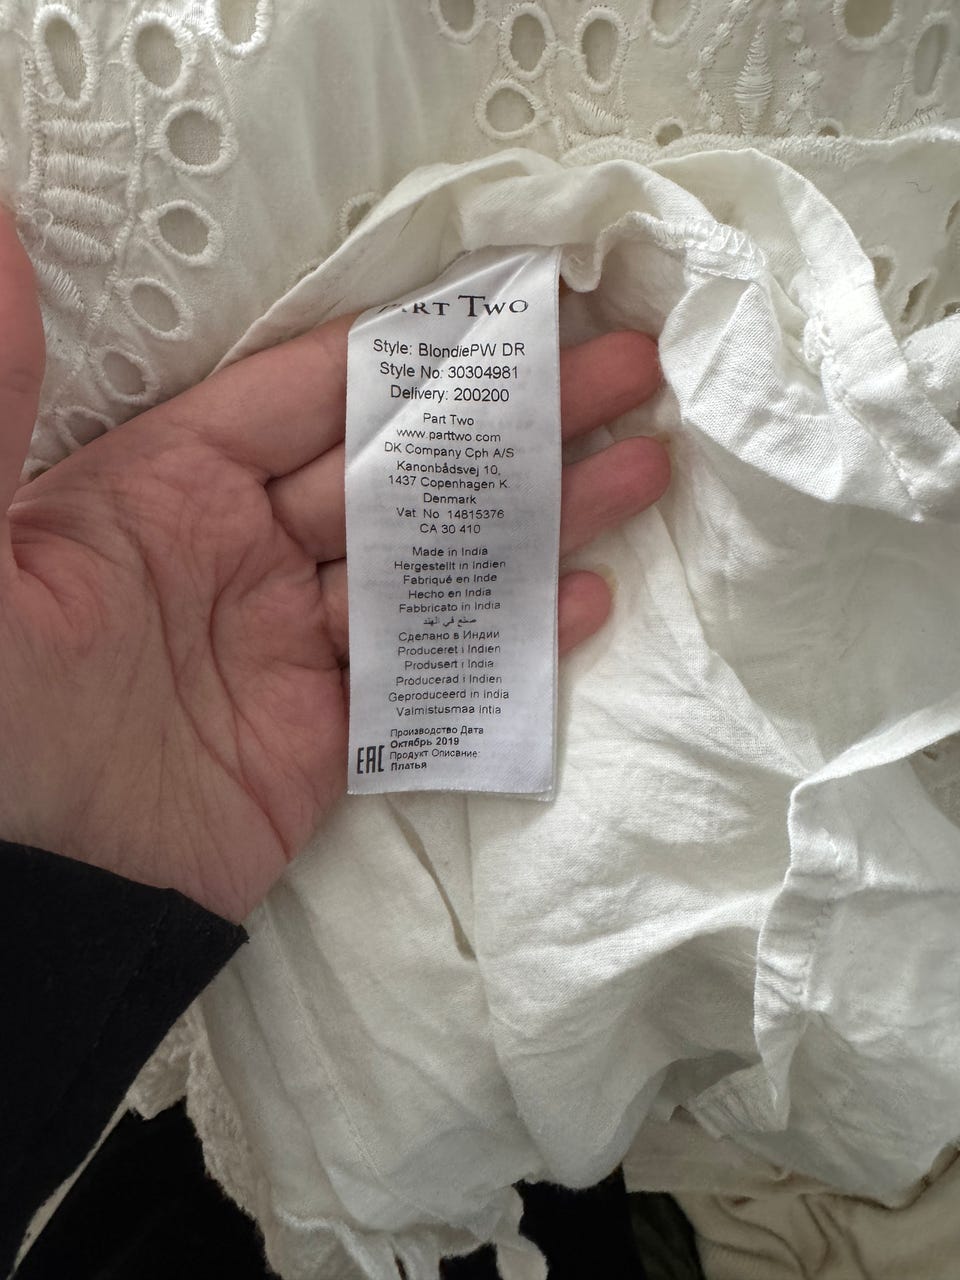 PART TWO
Style: BlondiePW DR
Style No: 30304981
Delivery: 200200
Part Two
www.parttwo.com
DK Company Cph A/S
Kanonbådsvej 10,
1437 Copenhagen K.
Denmark
Vat No 14815376
CA 30 410
Made in India
Hergestellt in Indien
Fabriqué en Inde
Hecho en India
Fabbricato in India
صنع في الهند
Сделано в Индии
Produceret i Indien
Produsert i India
Producerad i Indien
Geproduceerd in India
Valmistusmaa Intia
Производство Дата
Октябрь 2019
EAC Продукт Описание:
Платья